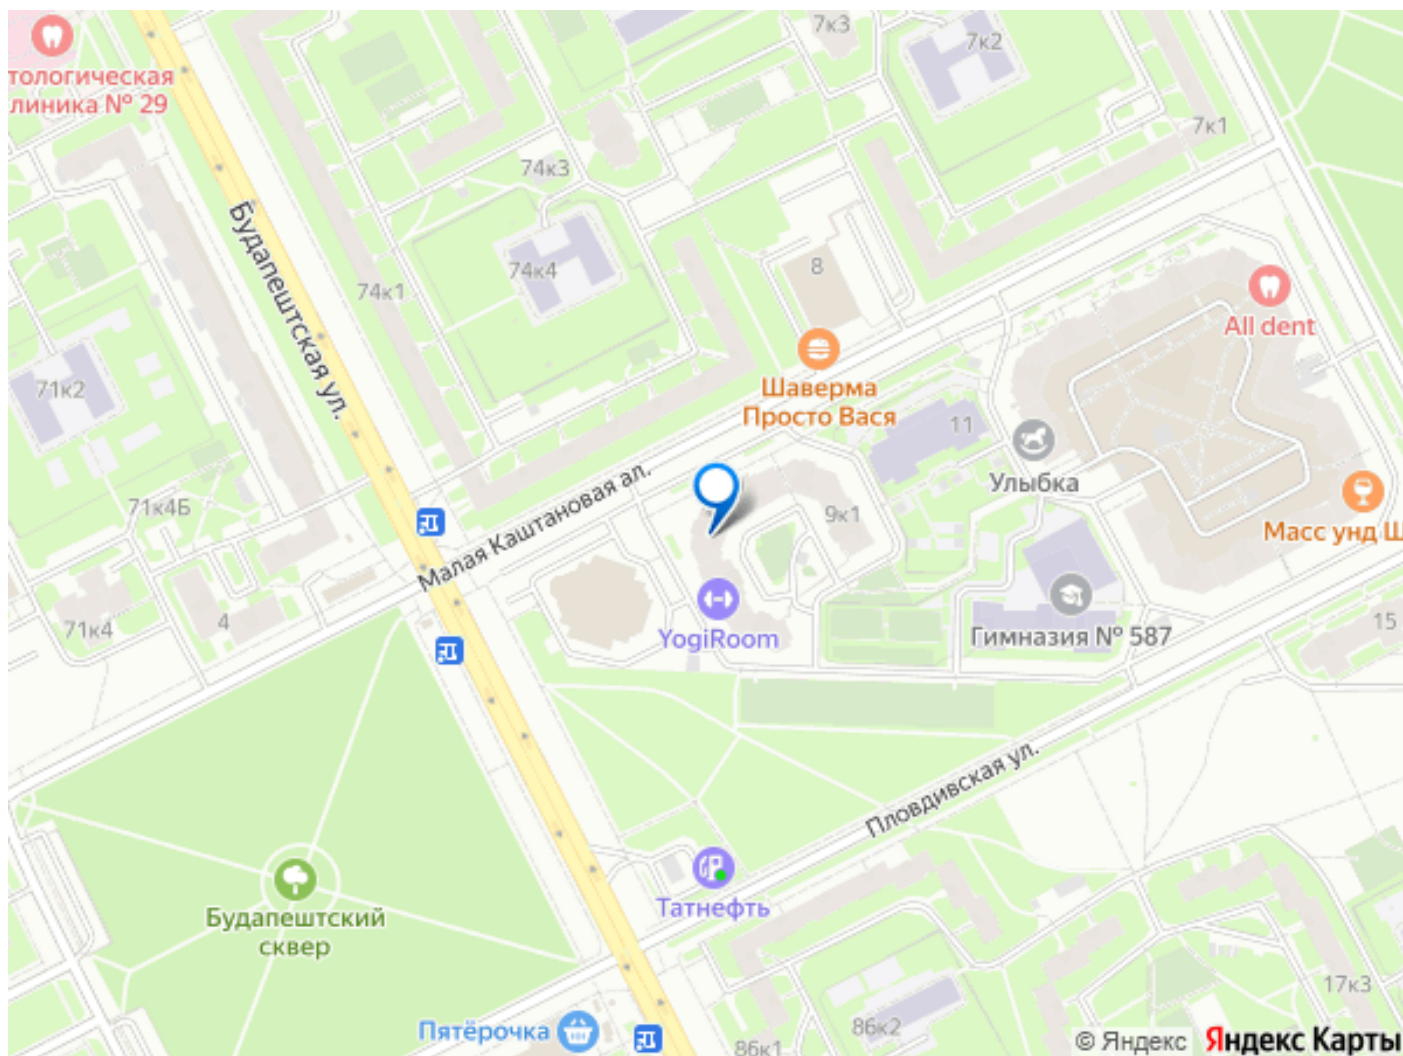 7к3
7к2
тологическая
линика № 29
7к1
74к3
Будапештская ул.
74к4
8
74к1
All dent
71к2
Шаверма
Просто Вася
11
Улыбка
Малая Каштановая ал.
71к4Б
9к1
Масс унд Ш
71к4
4
YogiRoom
Гимназия № 587
15
Пловдивская ул.
Татнефть
Будапештский
сквер
17к3
Пятёрочка
86к2
86к1
© Яндекс Яндекс Карты